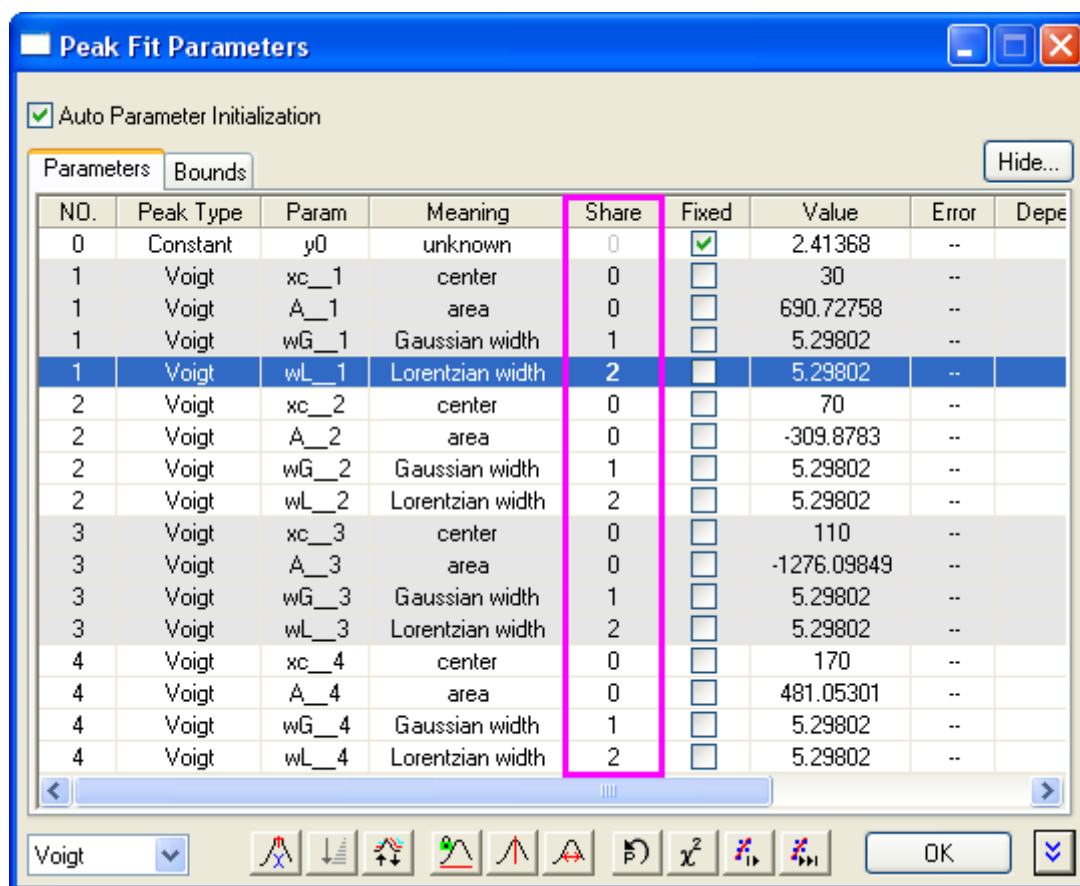 Peak Fit Parameters
Auto Parameter Initialization
Parameters Bounds Hide...
NO. Peak Type Param Meaning Share Fixed Value Error Depe
0 Constant y0 unknown 0 2.41368 --
1 Voigt xc__1 center 0 30 --
1 Voigt A__1 area 0 690.72758 --
1 Voigt wG__1 Gaussian width 1 5.29802 --
1 Voigt wL__1 Lorentzian width 2 5.29802 --
2 Voigt xc__2 center 0 70 --
2 Voigt A__2 area 0 -309.8783 --
2 Voigt wG__2 Gaussian width 1 5.29802 --
2 Voigt wL__2 Lorentzian width 2 5.29802 --
3 Voigt xc__3 center 0 110 --
3 Voigt A__3 area 0 -1276.09849 --
3 Voigt wG__3 Gaussian width 1 5.29802 --
3 Voigt wL__3 Lorentzian width 2 5.29802 --
4 Voigt xc__4 center 0 170 --
4 Voigt A__4 area 0 481.05301 --
4 Voigt wG__4 Gaussian width 1 5.29802 --
4 Voigt wL__4 Lorentzian width 2 5.29802 --
Voigt χ² OK